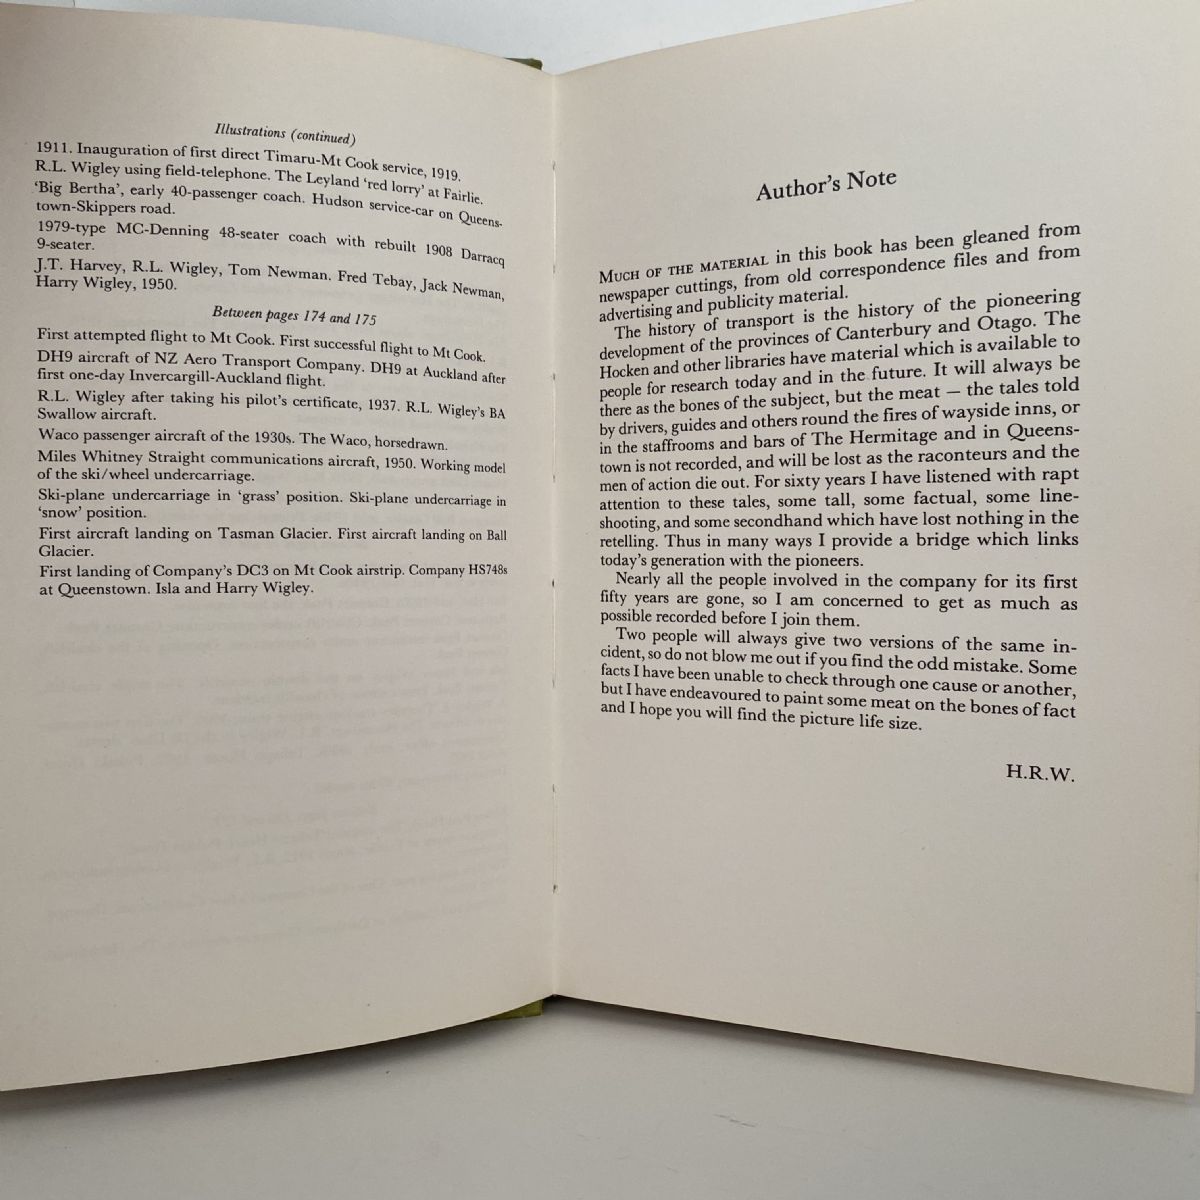 Illustrations (continued)
1911. Inauguration of first direct Timaru-Mt Cook service, 1919.
R.L. Wigley using field-telephone. The Leyland 'red lorry' at Fairlie.
'Big Bertha', early 40-passenger coach. Hudson service-car on Queens-
town-Skippers road.
1979-type MC-Denning 48-seater coach with rebuilt 1908 Darracq
9-seater.
J.T. Harvey, R.L. Wigley, Tom Newman. Fred Tebay, Jack Newman,
Harry Wigley, 1950.
Between pages 174 and 175
First attempted flight to Mt Cook. First successful flight to Mt Cook.
DH9 aircraft of NZ Aero Transport Company. DH9 at Auckland after
first one-day Invercargill-Auckland flight.
R.L. Wigley after taking his pilot's certificate, 1937. R.L. Wigley's BA
Swallow aircraft.
Waco passenger aircraft of the 1930s. The Waco, horsedrawn.
Miles Whitney Straight communications aircraft, 1950. Working model
of the ski/wheel undercarriage.
Ski-plane undercarriage in 'grass' position. Ski-plane undercarriage in
'snow' position.
First aircraft landing on Tasman Glacier. First aircraft landing on Ball
Glacier.
First landing of Company's DC3 on Mt Cook airstrip. Company HS748s
at Queenstown. Isla and Harry Wigley.
Author's Note
MUCH OF THE MATERIAL in this book has been gleaned from
newspaper cuttings, from old correspondence files and from
advertising and publicity material.
The history of transport is the history of the pioneering
development of the provinces of Canterbury and Otago. The
Hocken and other libraries have material which is available to
people for research today and in the future. It will always be
there as the bones of the subject, but the meat — the tales told
by drivers, guides and others round the fires of wayside inns, or
in the staffrooms and bars of The Hermitage and in Queens-
town is not recorded, and will be lost as the raconteurs and the
men of action die out. For sixty years I have listened with rapt
attention to these tales, some tall, some factual, some line-
shooting, and some secondhand which have lost nothing in the
retelling. Thus in many ways I provide a bridge which links
today's generation with the pioneers.
Nearly all the people involved in the company for its first
fifty years are gone, so I am concerned to get as much as
possible recorded before I join them.
Two people will always give two versions of the same in-
cident, so do not blow me out if you find the odd mistake. Some
facts I have been unable to check through one cause or another,
but I have endeavoured to paint some meat on the bones of fact
and I hope you will find the picture life size.
H.R.W.